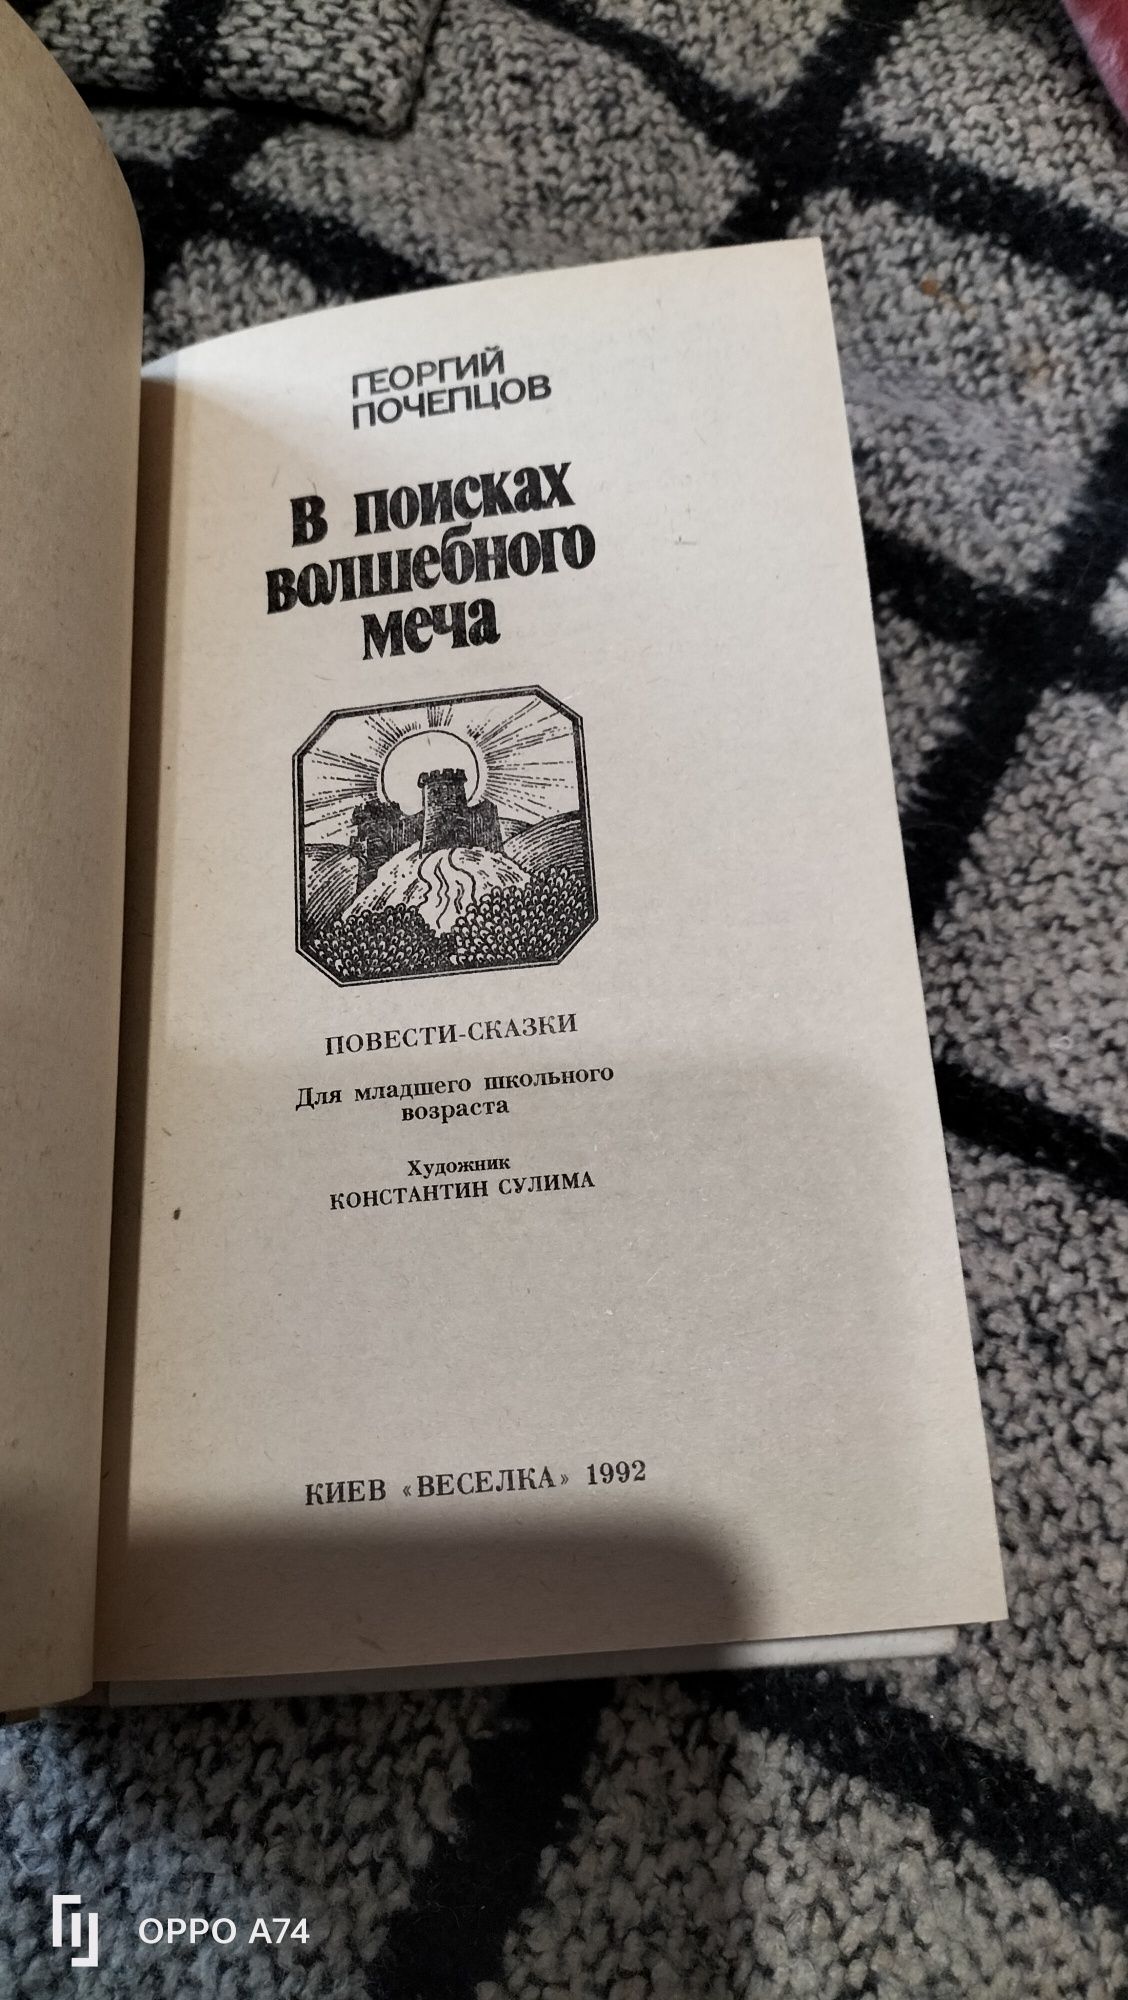 ГЕОРГИЙ
ПОЧЕПЦОВ
В ПОИСКАХ
ВОЛШЕБНОГО
МЕЧА
ПОВЕСТИ-СКАЗКИ
Для младшего школьного
возраста
Художник
КОНСТАНТИН СУЛИМА
КИЕВ «ВЕСЕЛКА» 1992
OPPO A74